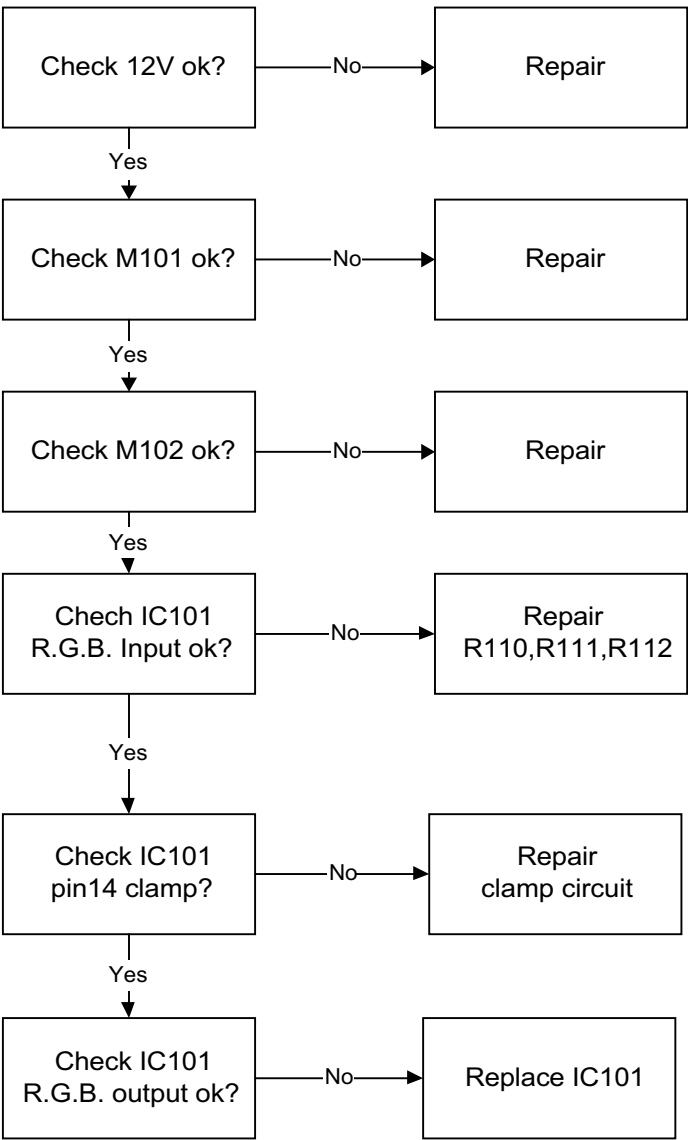 Check 12V ok?
No
Repair
Yes
Check M101 ok?
No
Repair
Yes
Check M102 ok?
No
Repair
Yes
Chech IC101
R.G.B. Input ok?
No
Repair
R110,R111,R112
Yes
Check IC101
pin14 clamp?
No
Repair
clamp circuit
Yes
Check IC101
R.G.B. output ok?
No
Replace IC101